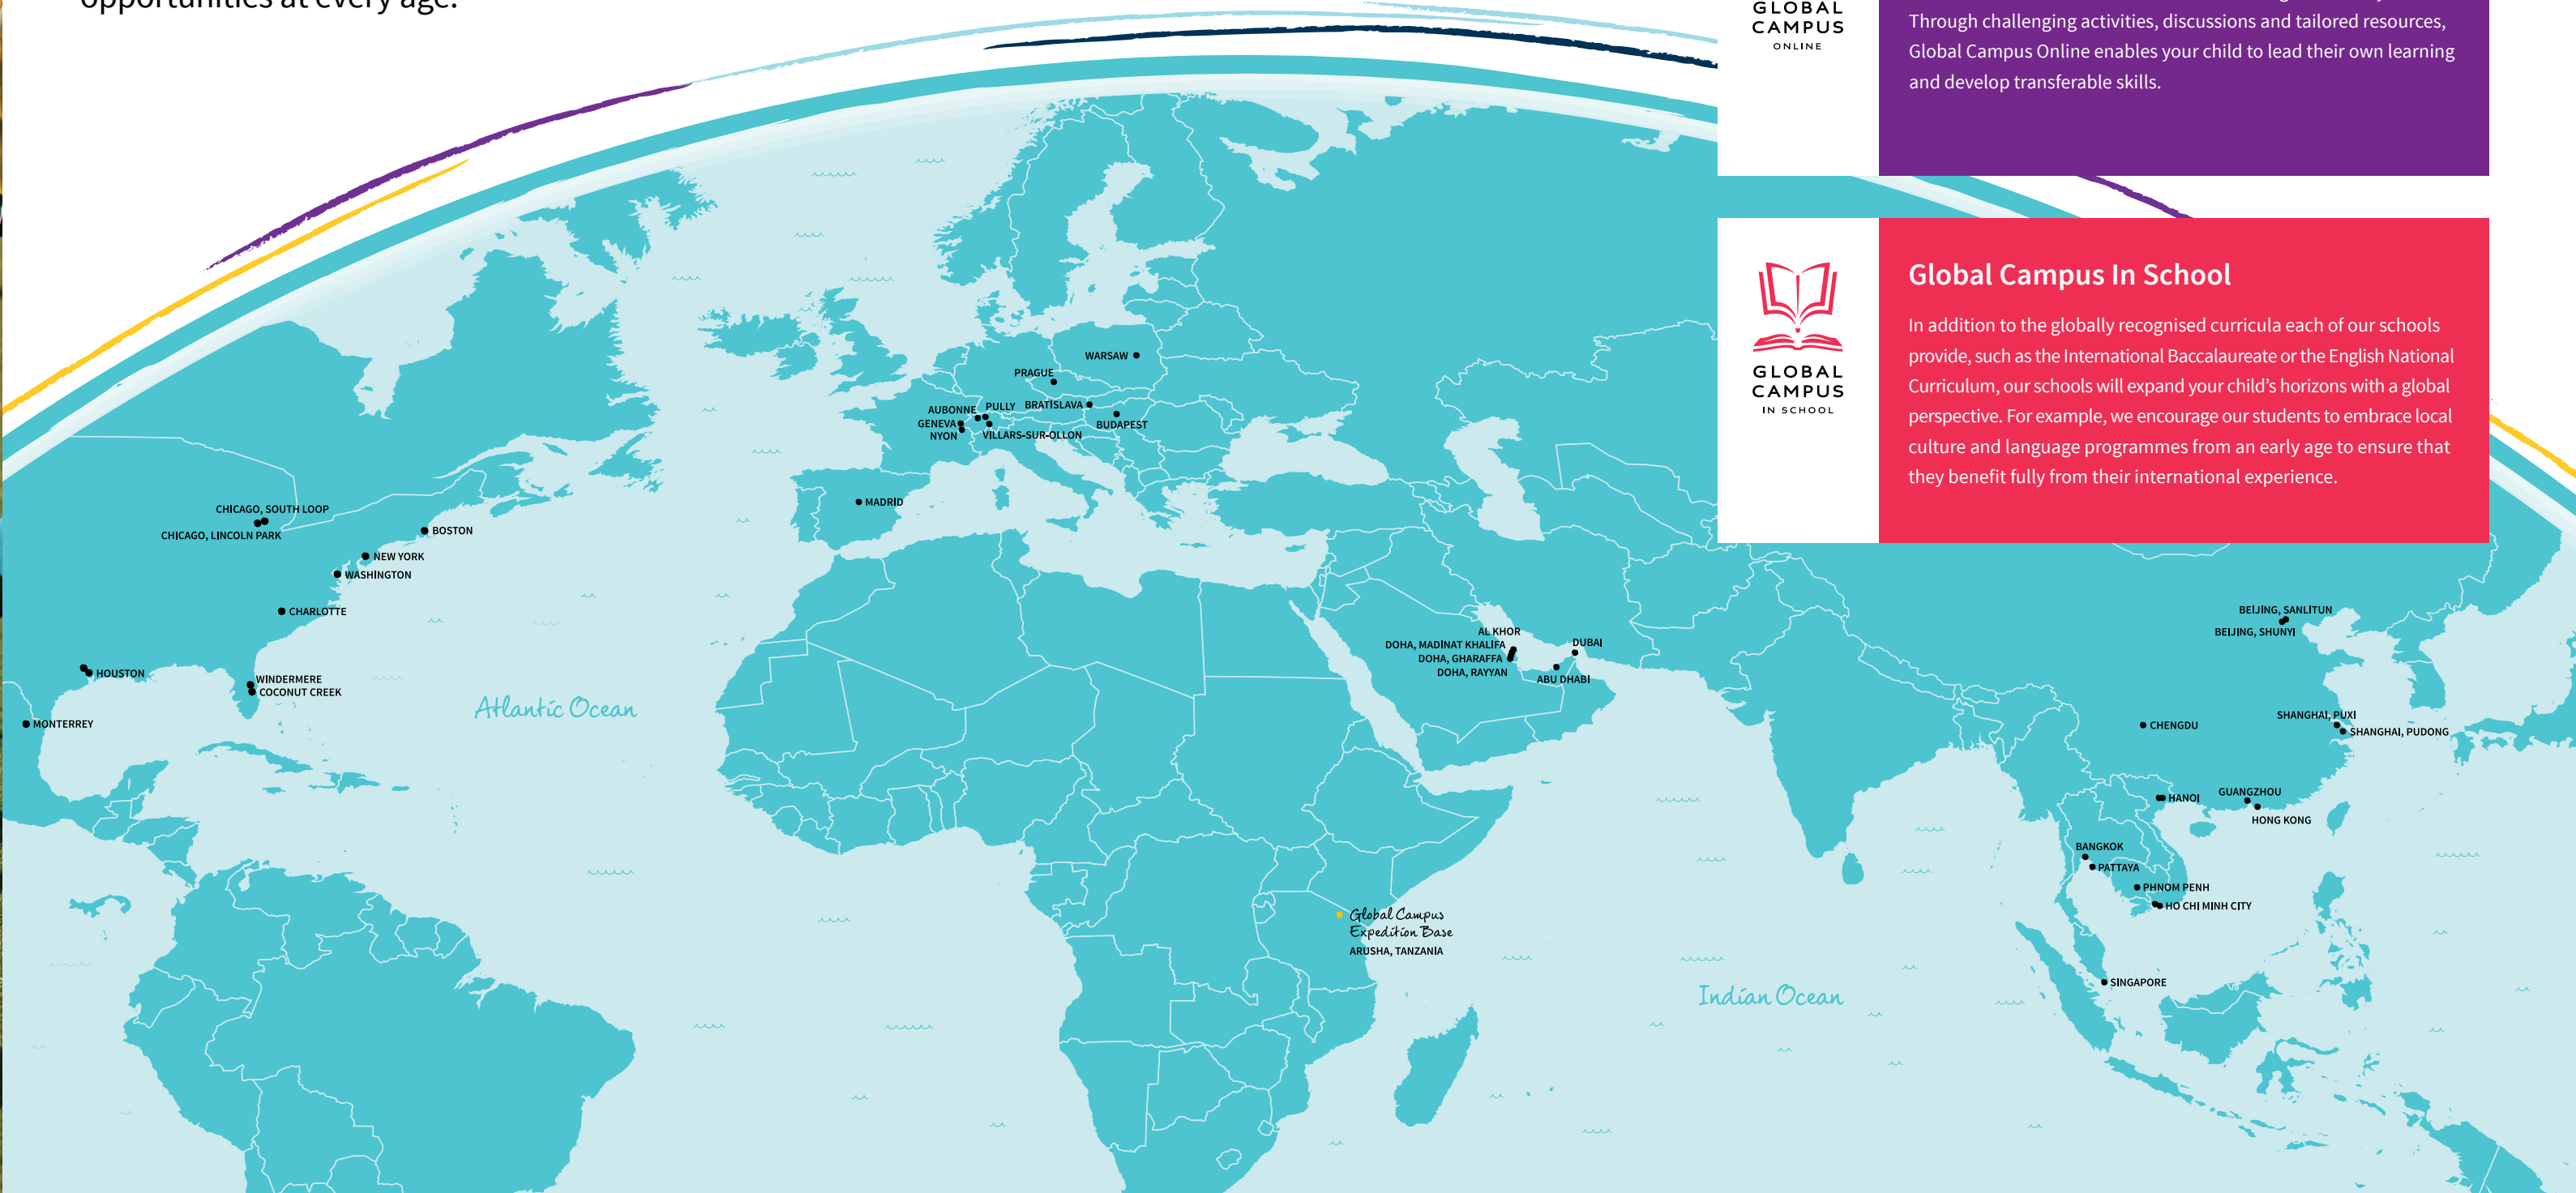 opportunities at every age.
GLOBAL
CAMPUS
ONLINE
Through challenging activities, discussions and tailored resources,
Global Campus Online enables your child to lead their own learning
and develop transferable skills.
GLOBAL
CAMPUS
IN SCHOOL
Global Campus In School
In addition to the globally recognised curricula each of our schools
provide, such as the International Baccalaureate or the English National
Curriculum, our schools will expand your child’s horizons with a global
perspective. For example, we encourage our students to embrace local
culture and language programmes from an early age to ensure that
they benefit fully from their international experience.
WARSAW
PRAGUE
BRATISLAVA
AUBONNE
PULLY
GENEVA
NYON
VILLARS-SUR-OLLON
BUDAPEST
MADRID
CHICAGO, SOUTH LOOP
CHICAGO, LINCOLN PARK
BOSTON
NEW YORK
WASHINGTON
CHARLOTTE
HOUSTON
WINDERMERE
COCONUT CREEK
MONTERREY
Atlantic Ocean
AL KHOR
DOHA, MADINAT KHALIFA
DOHA, GHARAFFA
DOHA, RAYYAN
DUBAI
ABU DHABI
BEIJING, SANLITUN
BEIJING, SHUNYI
CHENGDU
SHANGHAI, PUXI
SHANGHAI, PUDONG
HANOI
GUANGZHOU
HONG KONG
BANGKOK
PATTAYA
PHNOM PENH
HO CHI MINH CITY
Global Campus
Expedition Base
ARUSHA, TANZANIA
SINGAPORE
Indian Ocean